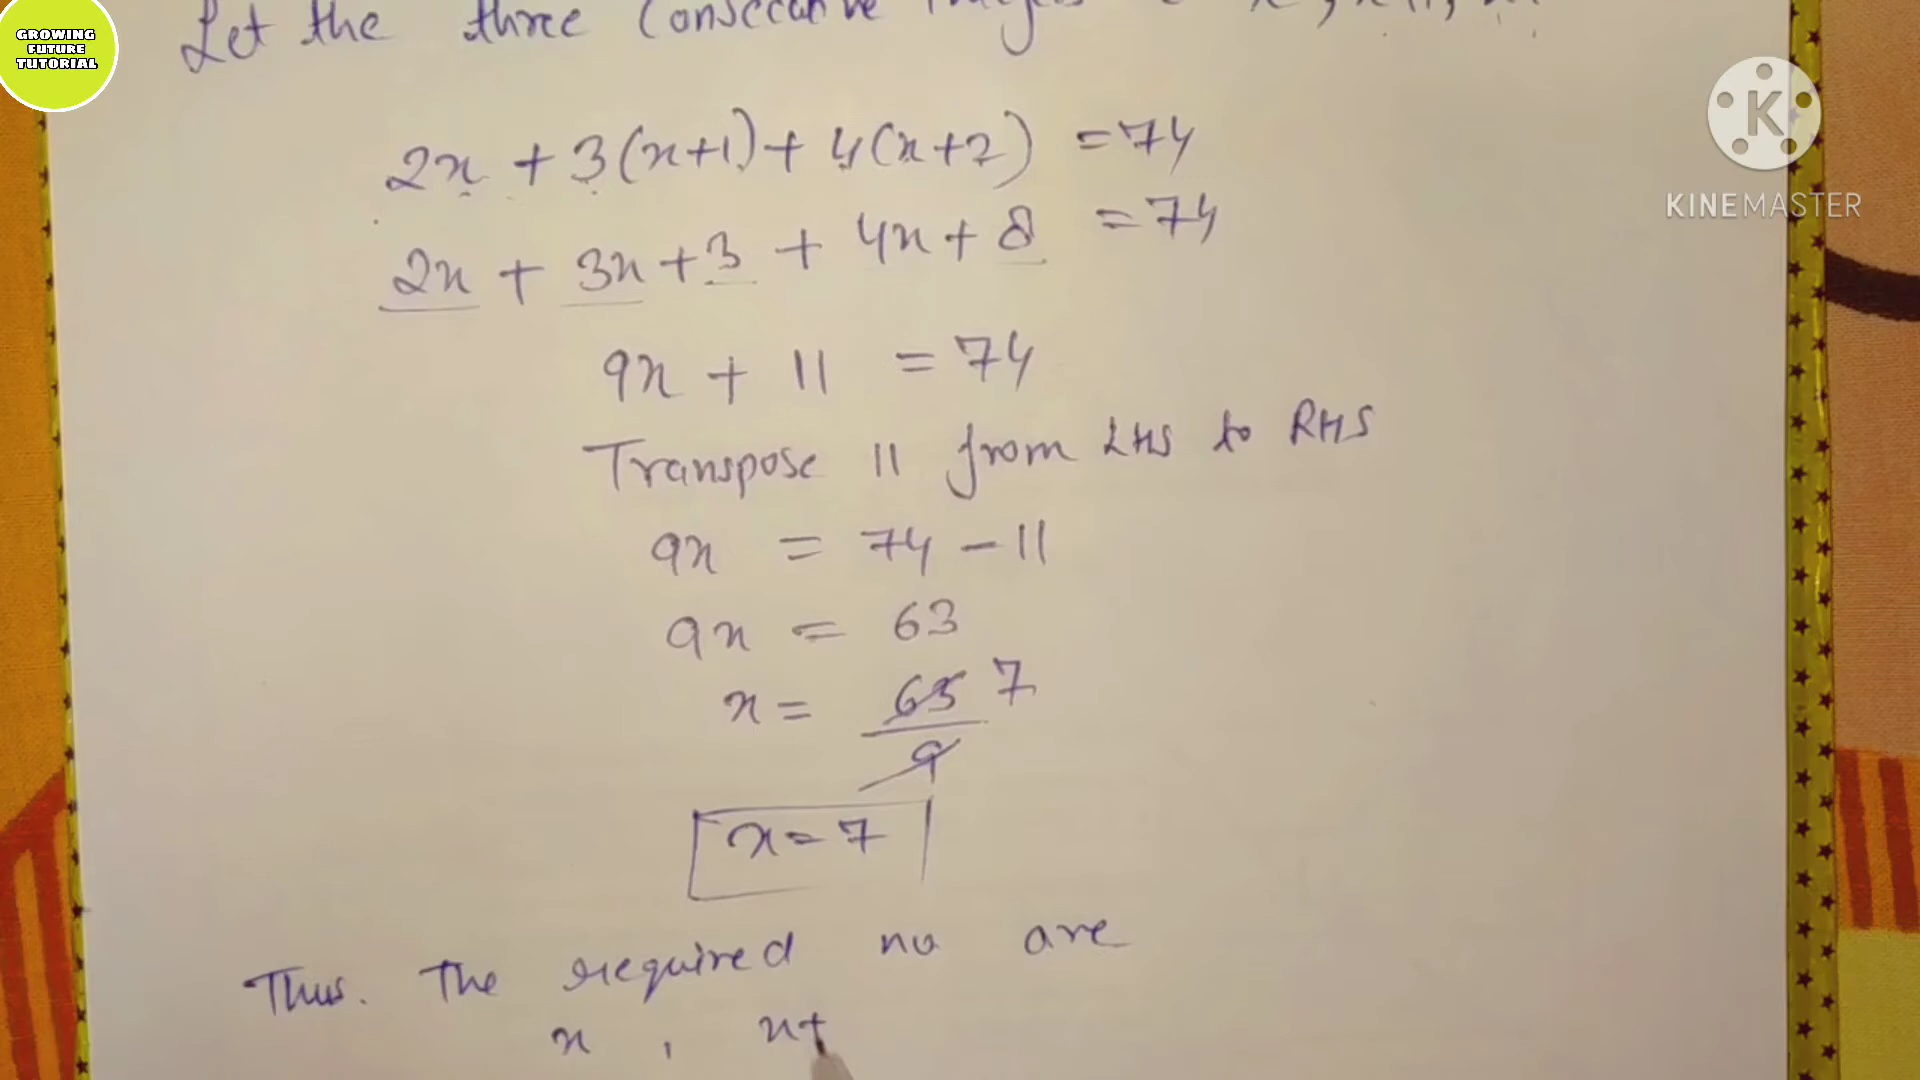 GROWING
FUTURE
TUTORIAL
K
KINEMASTER
Let the three Consecutive
2x + 3(x+1) + 4(x+2) = 74
2x + 3x + 3 + 4x + 8 = 74
9x + 11 = 74
Transpose 11 from LHS to RHS
9x = 74 - 11
9x = 63
x = 63/9 7
x = 7
Thus. The required no are
x , x+